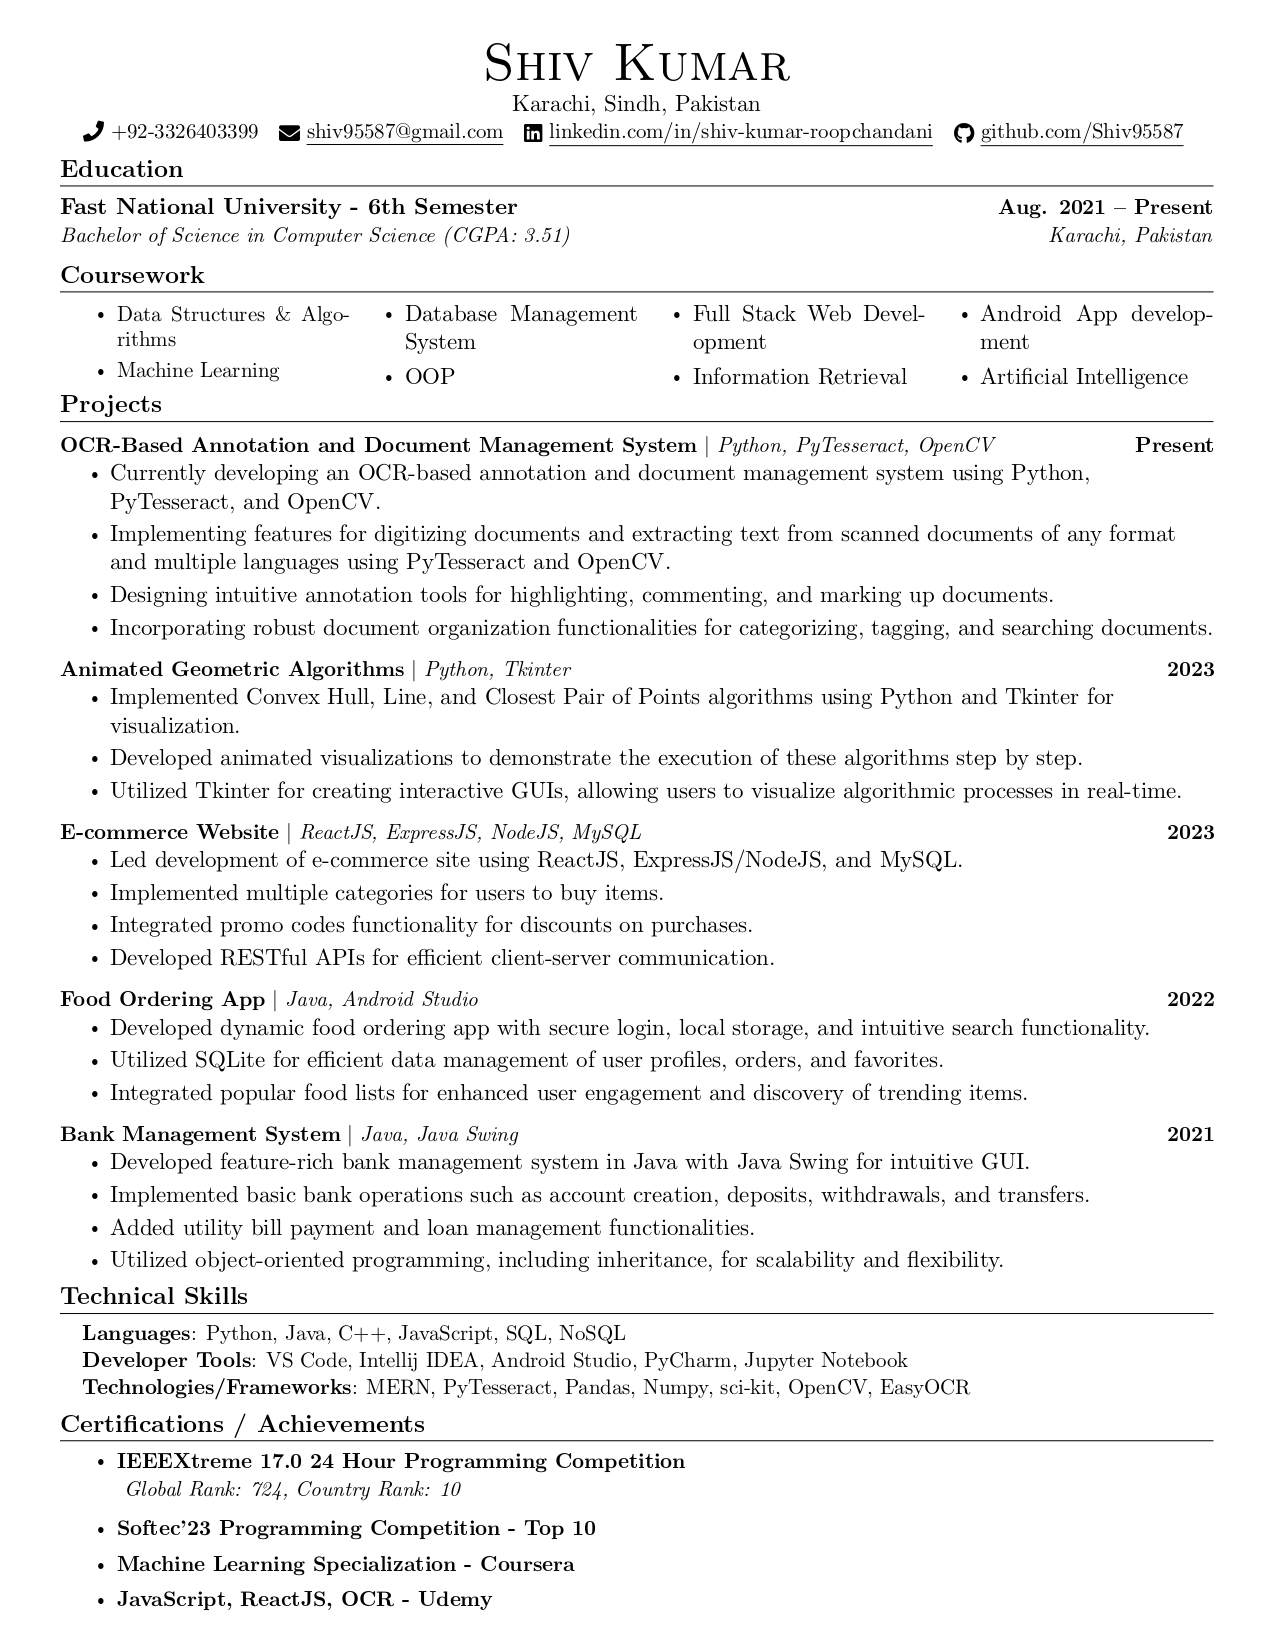 Shiv Kumar
Karachi, Sindh, Pakistan
+92-3326403399 shiv95587@gmail.com linkedin.com/in/shiv-kumar-roopchandani github.com/Shiv95587
Education
Fast National University - 6th Semester Aug. 2021 – Present
Bachelor of Science in Computer Science (CGPA: 3.51) Karachi, Pakistan
Coursework
• Data Structures & Algo-
rithms
• Machine Learning
• Database Management
System
• OOP
• Full Stack Web Devel-
opment
• Information Retrieval
• Android App develop-
ment
• Artificial Intelligence
Projects
OCR-Based Annotation and Document Management System | Python, PyTesseract, OpenCV Present
• Currently developing an OCR-based annotation and document management system using Python,
PyTesseract, and OpenCV.
• Implementing features for digitizing documents and extracting text from scanned documents of any format
and multiple languages using PyTesseract and OpenCV.
• Designing intuitive annotation tools for highlighting, commenting, and marking up documents.
• Incorporating robust document organization functionalities for categorizing, tagging, and searching documents.
Animated Geometric Algorithms | Python, Tkinter 2023
• Implemented Convex Hull, Line, and Closest Pair of Points algorithms using Python and Tkinter for
visualization.
• Developed animated visualizations to demonstrate the execution of these algorithms step by step.
• Utilized Tkinter for creating interactive GUIs, allowing users to visualize algorithmic processes in real-time.
E-commerce Website | ReactJS, ExpressJS, NodeJS, MySQL 2023
• Led development of e-commerce site using ReactJS, ExpressJS/NodeJS, and MySQL.
• Implemented multiple categories for users to buy items.
• Integrated promo codes functionality for discounts on purchases.
• Developed RESTful APIs for efficient client-server communication.
Food Ordering App | Java, Android Studio 2022
• Developed dynamic food ordering app with secure login, local storage, and intuitive search functionality.
• Utilized SQLite for efficient data management of user profiles, orders, and favorites.
• Integrated popular food lists for enhanced user engagement and discovery of trending items.
Bank Management System | Java, Java Swing 2021
• Developed feature-rich bank management system in Java with Java Swing for intuitive GUI.
• Implemented basic bank operations such as account creation, deposits, withdrawals, and transfers.
• Added utility bill payment and loan management functionalities.
• Utilized object-oriented programming, including inheritance, for scalability and flexibility.
Technical Skills
Languages: Python, Java, C++, JavaScript, SQL, NoSQL
Developer Tools: VS Code, Intellij IDEA, Android Studio, PyCharm, Jupyter Notebook
Technologies/Frameworks: MERN, PyTesseract, Pandas, Numpy, sci-kit, OpenCV, EasyOCR
Certifications / Achievements
• IEEEXtreme 17.0 24 Hour Programming Competition
Global Rank: 724, Country Rank: 10
• Softec'23 Programming Competition - Top 10
• Machine Learning Specialization - Coursera
• JavaScript, ReactJS, OCR - Udemy